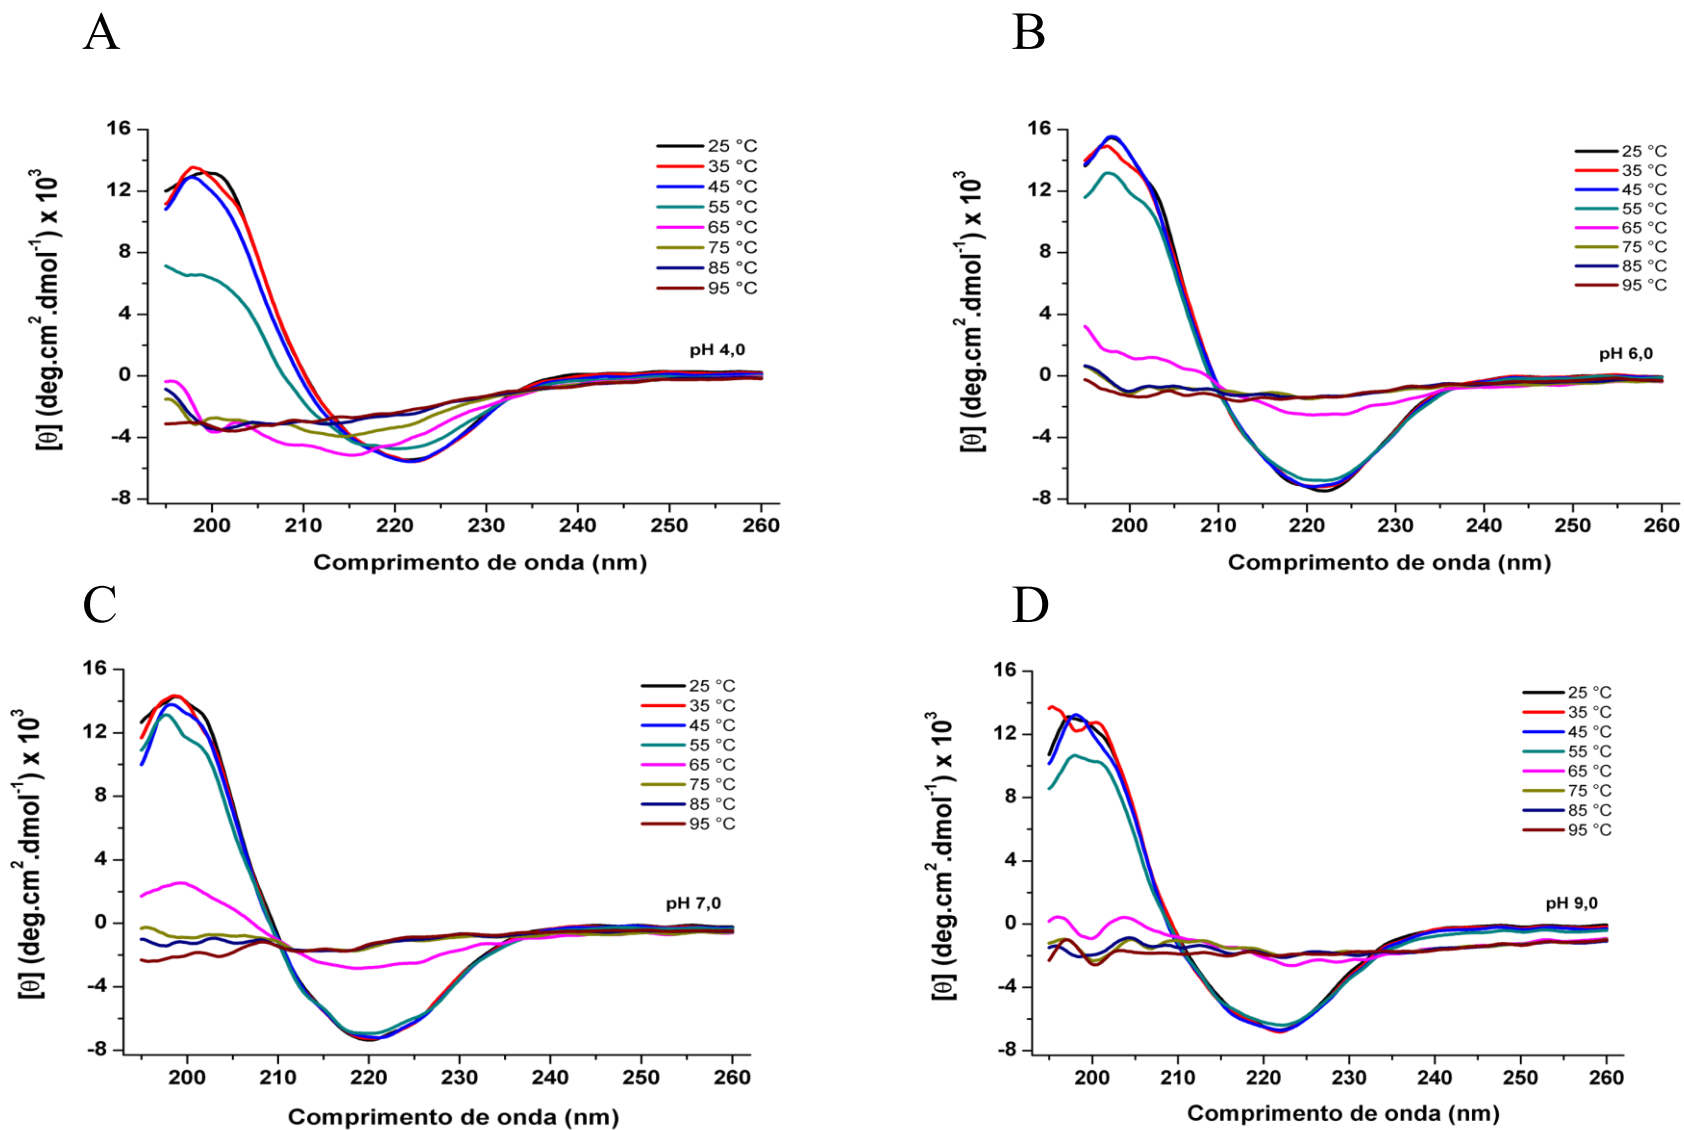 A
[θ] (deg.cm2.dmol-1) x 103
16
12
8
4
0
-4
-8
25 °C
35 °C
45 °C
55 °C
65 °C
75 °C
85 °C
95 °C
pH 4,0
200 210 220 230 240 250 260
Comprimento de onda (nm)
B
[θ] (deg.cm2.dmol-1) x 103
16
12
8
4
0
-4
-8
25 °C
35 °C
45 °C
55 °C
65 °C
75 °C
85 °C
95 °C
pH 6,0
200 210 220 230 240 250 260
Comprimento de onda (nm)
C
[θ] (deg.cm2.dmol-1) x 103
16
12
8
4
0
-4
-8
25 °C
35 °C
45 °C
55 °C
65 °C
75 °C
85 °C
95 °C
pH 7,0
200 210 220 230 240 250 260
Comprimento de onda (nm)
D
[θ] (deg.cm2.dmol-1) x 103
16
12
8
4
0
-4
-8
25 °C
35 °C
45 °C
55 °C
65 °C
75 °C
85 °C
95 °C
pH 9,0
200 210 220 230 240 250 260
Comprimento de onda (nm)